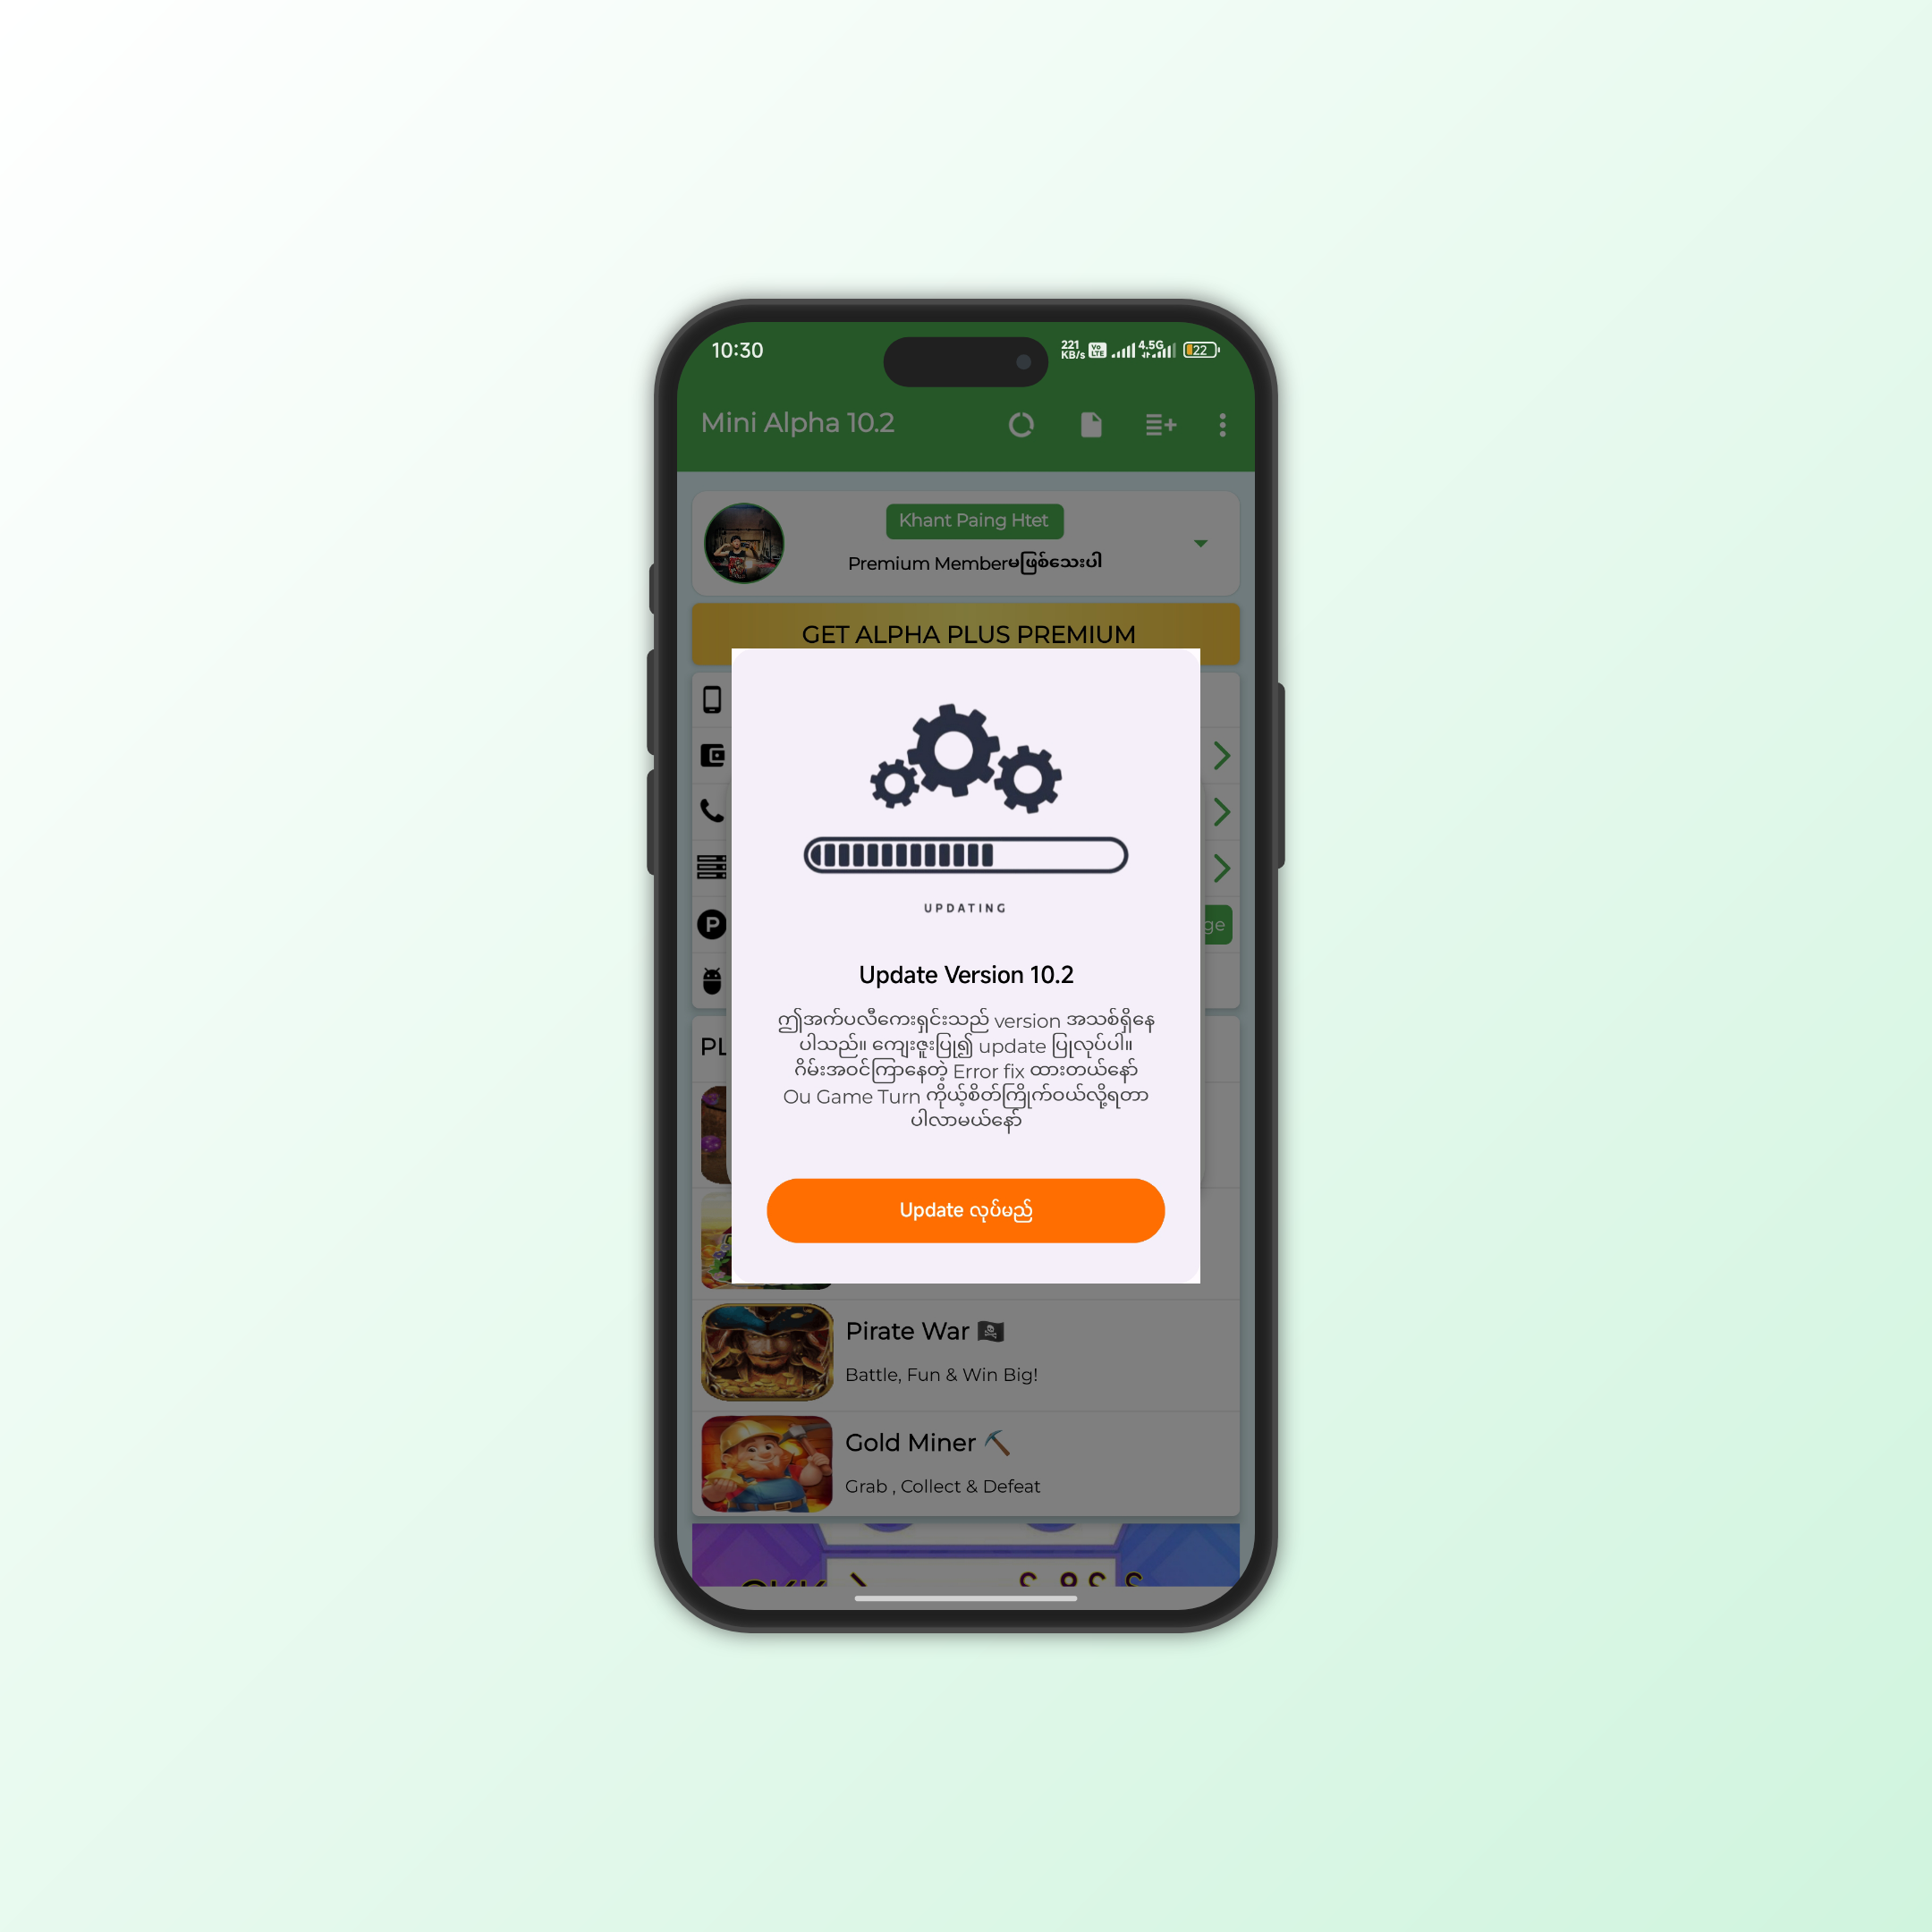 10:30
221
KB/s
Vo
LTE
4.5G
22
Mini Alpha 10.2
Khant Paing Htet
Premium Memberမဖြစ်သေးပါ
GET ALPHA PLUS PREMIUM
UPDATING
Update Version 10.2
ဤအက်ပလီကေးရှင်းသည် version အသစ်ရှိနေ
ပါသည်။ ကျေးဇူးပြု၍ update ပြုလုပ်ပါ။
ဂိမ်းအဝင်ကြာနေတဲ့ Error fix ထားတယ်နော်
Ou Game Turn ကိုယ့်စိတ်ကြိုက်ဝယ်လို့ရတာ
ပါလာမယ်နော်
Update လုပ်မည်
Pirate War
Battle, Fun & Win Big!
Gold Miner
Grab , Collect & Defeat